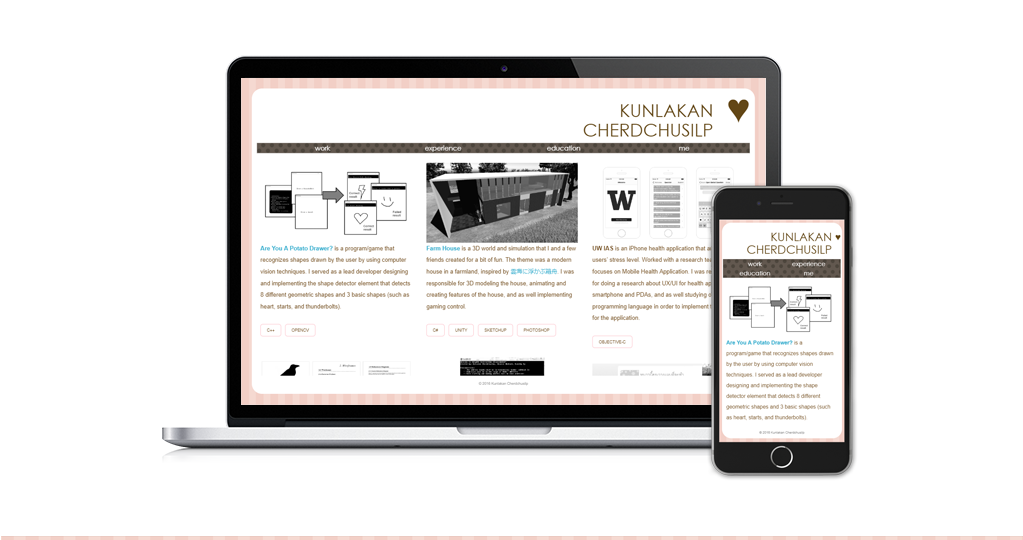 KUNLAKAN
CHERDCHUSILP
work experience education me
Are You A Potato Drawer? is a program/game that
recognizes shapes drawn by the user by using computer
vision techniques. I served as a lead developer designing
and implementing the shape detector element that detects
8 different geometric shapes and 3 basic shapes (such as
heart, starts, and thunderbolts).
C++ OPENCV
Farm House is a 3D world and simulation that I and a few
friends created for a bit of fun. The theme was a modern
house in a farmland, inspired by 雲海に浮かぶ箱舟. I was
responsible for 3D modeling the house, animating and
creating features of the house, and as well implementing
gaming control.
C# UNITY SKETCHUP PHOTOSHOP
W
UW IAS is an iPhone health application that a
users' stress level. Worked with a research te
focuses on Mobile Health Application. I was re
for doing a research about UX/UI for health ap
smartphone and PDAs, and as well studying o
programming language in order to implement t
for the application.
OBJECTIVE-C
© 2016 Kunlakan Cherdchusilp
KUNLAKAN
CHERDCHUSILP
work experience
education me
Are You A Potato Drawer? is a
program/game that recognizes shapes drawn
by the user by using computer vision
techniques. I served as a lead developer
designing and implementing the shape
detector element that detects 8 different
geometric shapes and 3 basic shapes (such
as heart, starts, and thunderbolts).
© 2016 Kunlakan Cherdchusilp